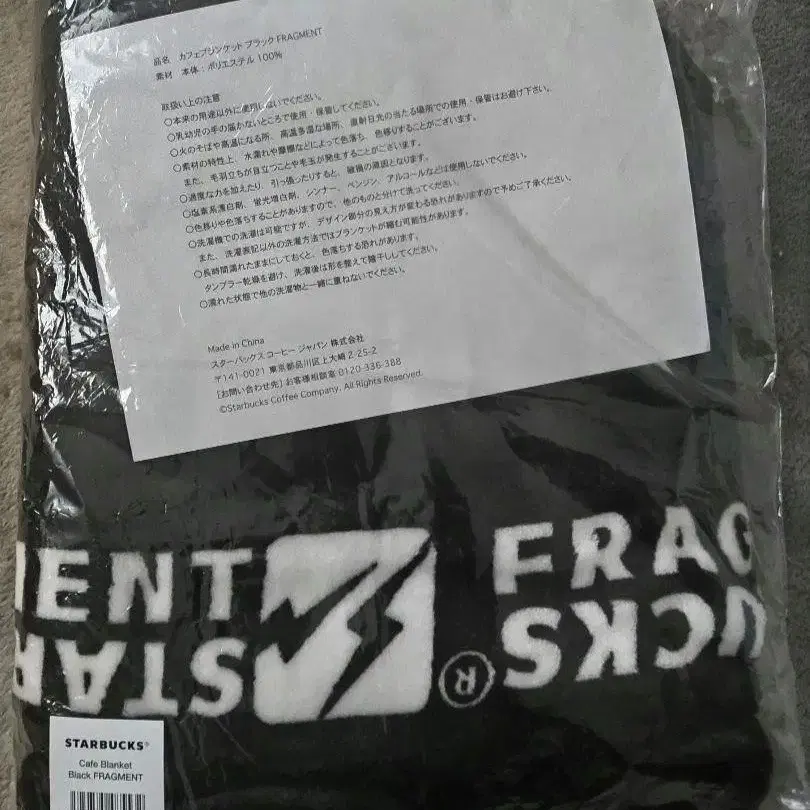 品名　カフェブランケット ブラック FRAGMENT
素材　本体：ポリエステル 100%
取扱い上の注意
○本来の用途以外に使用しないでください。
○乳幼児の手の届かないところで使用・保管してください。
○火のそばや高温になる所、高温多湿な場所、直射日光の当たる場所での使用・保管はお避け下さい。
○素材の特性上、水濡れや摩擦などによって色落ち、色移りすることがございます。
また、毛羽立ちが目立つことや毛玉が発生することがございます。
○過度な力を加えたり、引っ張ったりすると、破損の原因となります。
○塩素系漂白剤、蛍光増白剤、シンナー、ベンジン、アルコールなどは使用しないでください。
○色移りや色落ちすることがありますので、他のものと分けて洗ってください。
○洗濯機での洗濯は可能ですが、デザイン部分の見え方が変わる恐れがありますので予めご了承ください。
また、洗濯表記以外の洗濯方法ではブランケットが縮む可能性があります。
○長時間濡れたままにしておくと、色落ちする恐れがあります。
タンブラー乾燥を避け、洗濯後は形を整えて陰干ししてください。
○濡れた状態で他の洗濯物と一緒に重ねないでください。
Made in China
スターバックス コーヒー ジャパン 株式会社
〒141-0021 東京都品川区上大崎 2-25-2
[お問い合わせ先] お客様相談室 0120-336-388
©Starbucks Coffee Company. All Rights Reserved.
MENT FRAG
UCKS® STAR
STARBUCKS®
Cafe Blanket
Black FRAGMENT